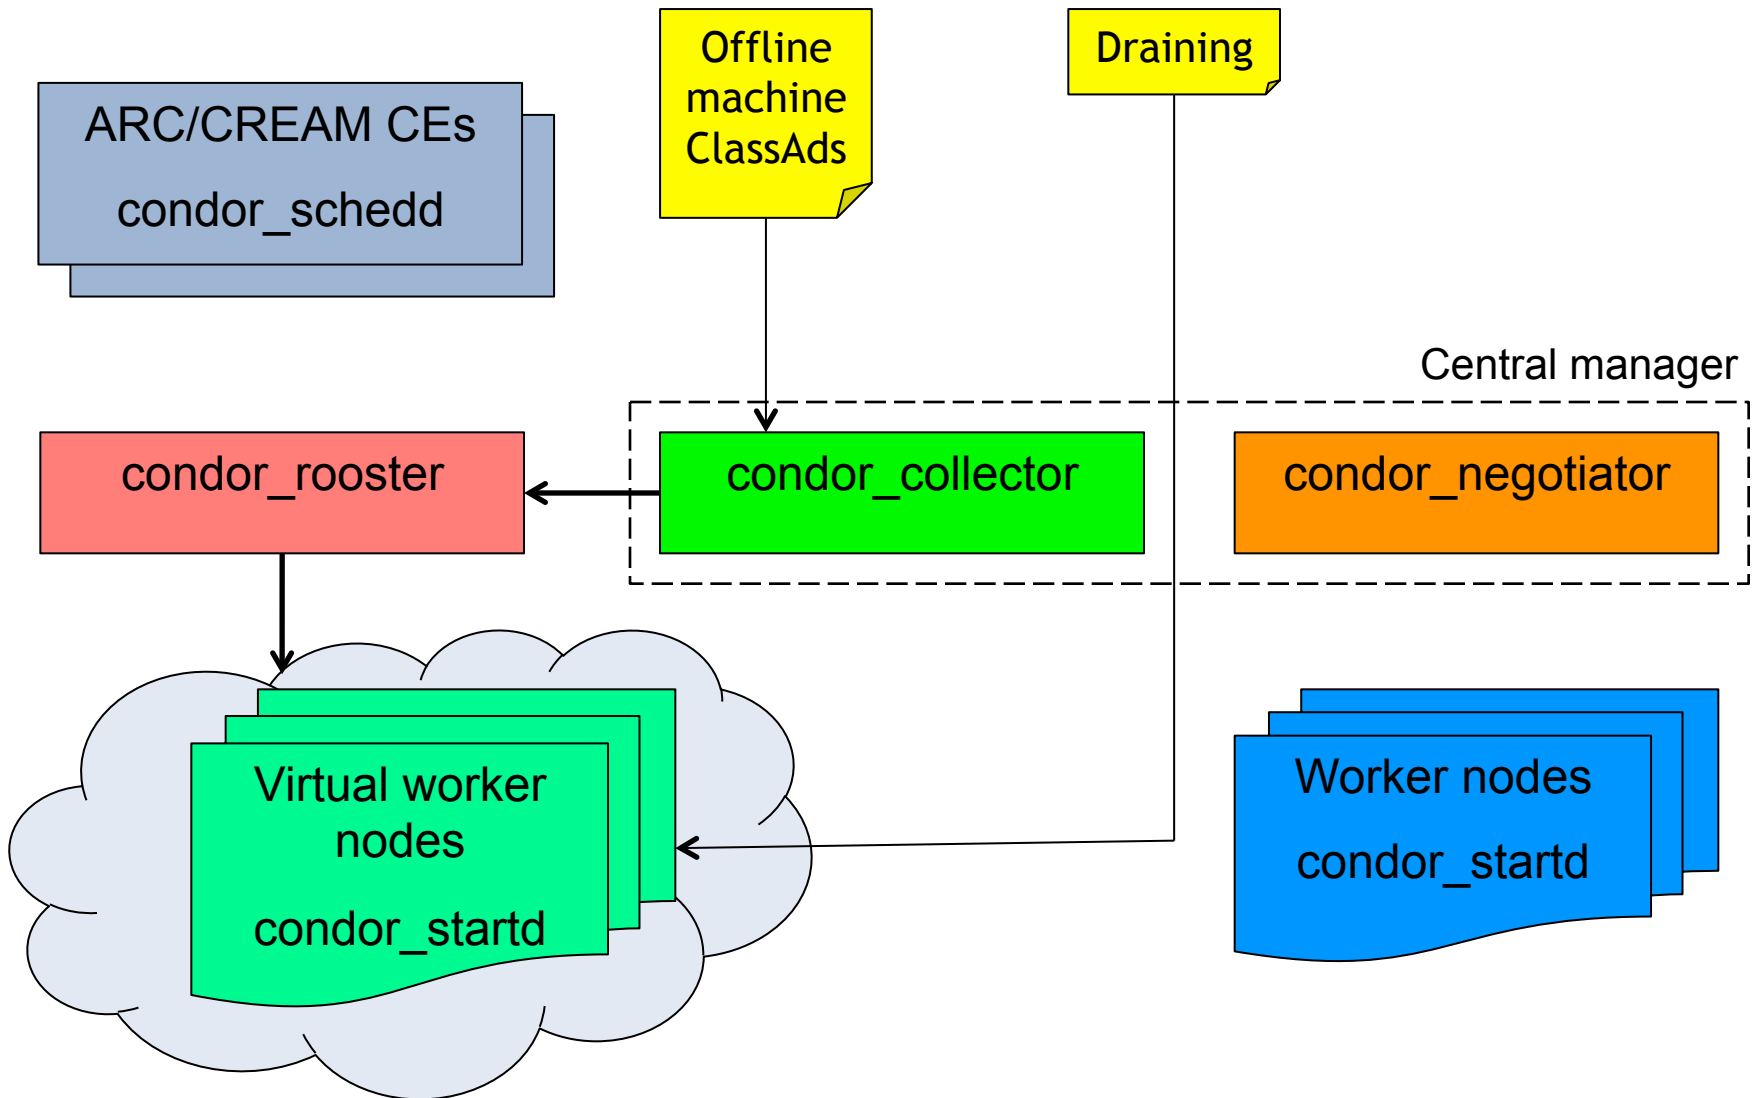 Offline
machine
ClassAds
Draining
ARC/CREAM CEs
condor_schedd
Central manager
condor_rooster
condor_collector
condor_negotiator
Virtual worker
nodes
condor_startd
Worker nodes
condor_startd